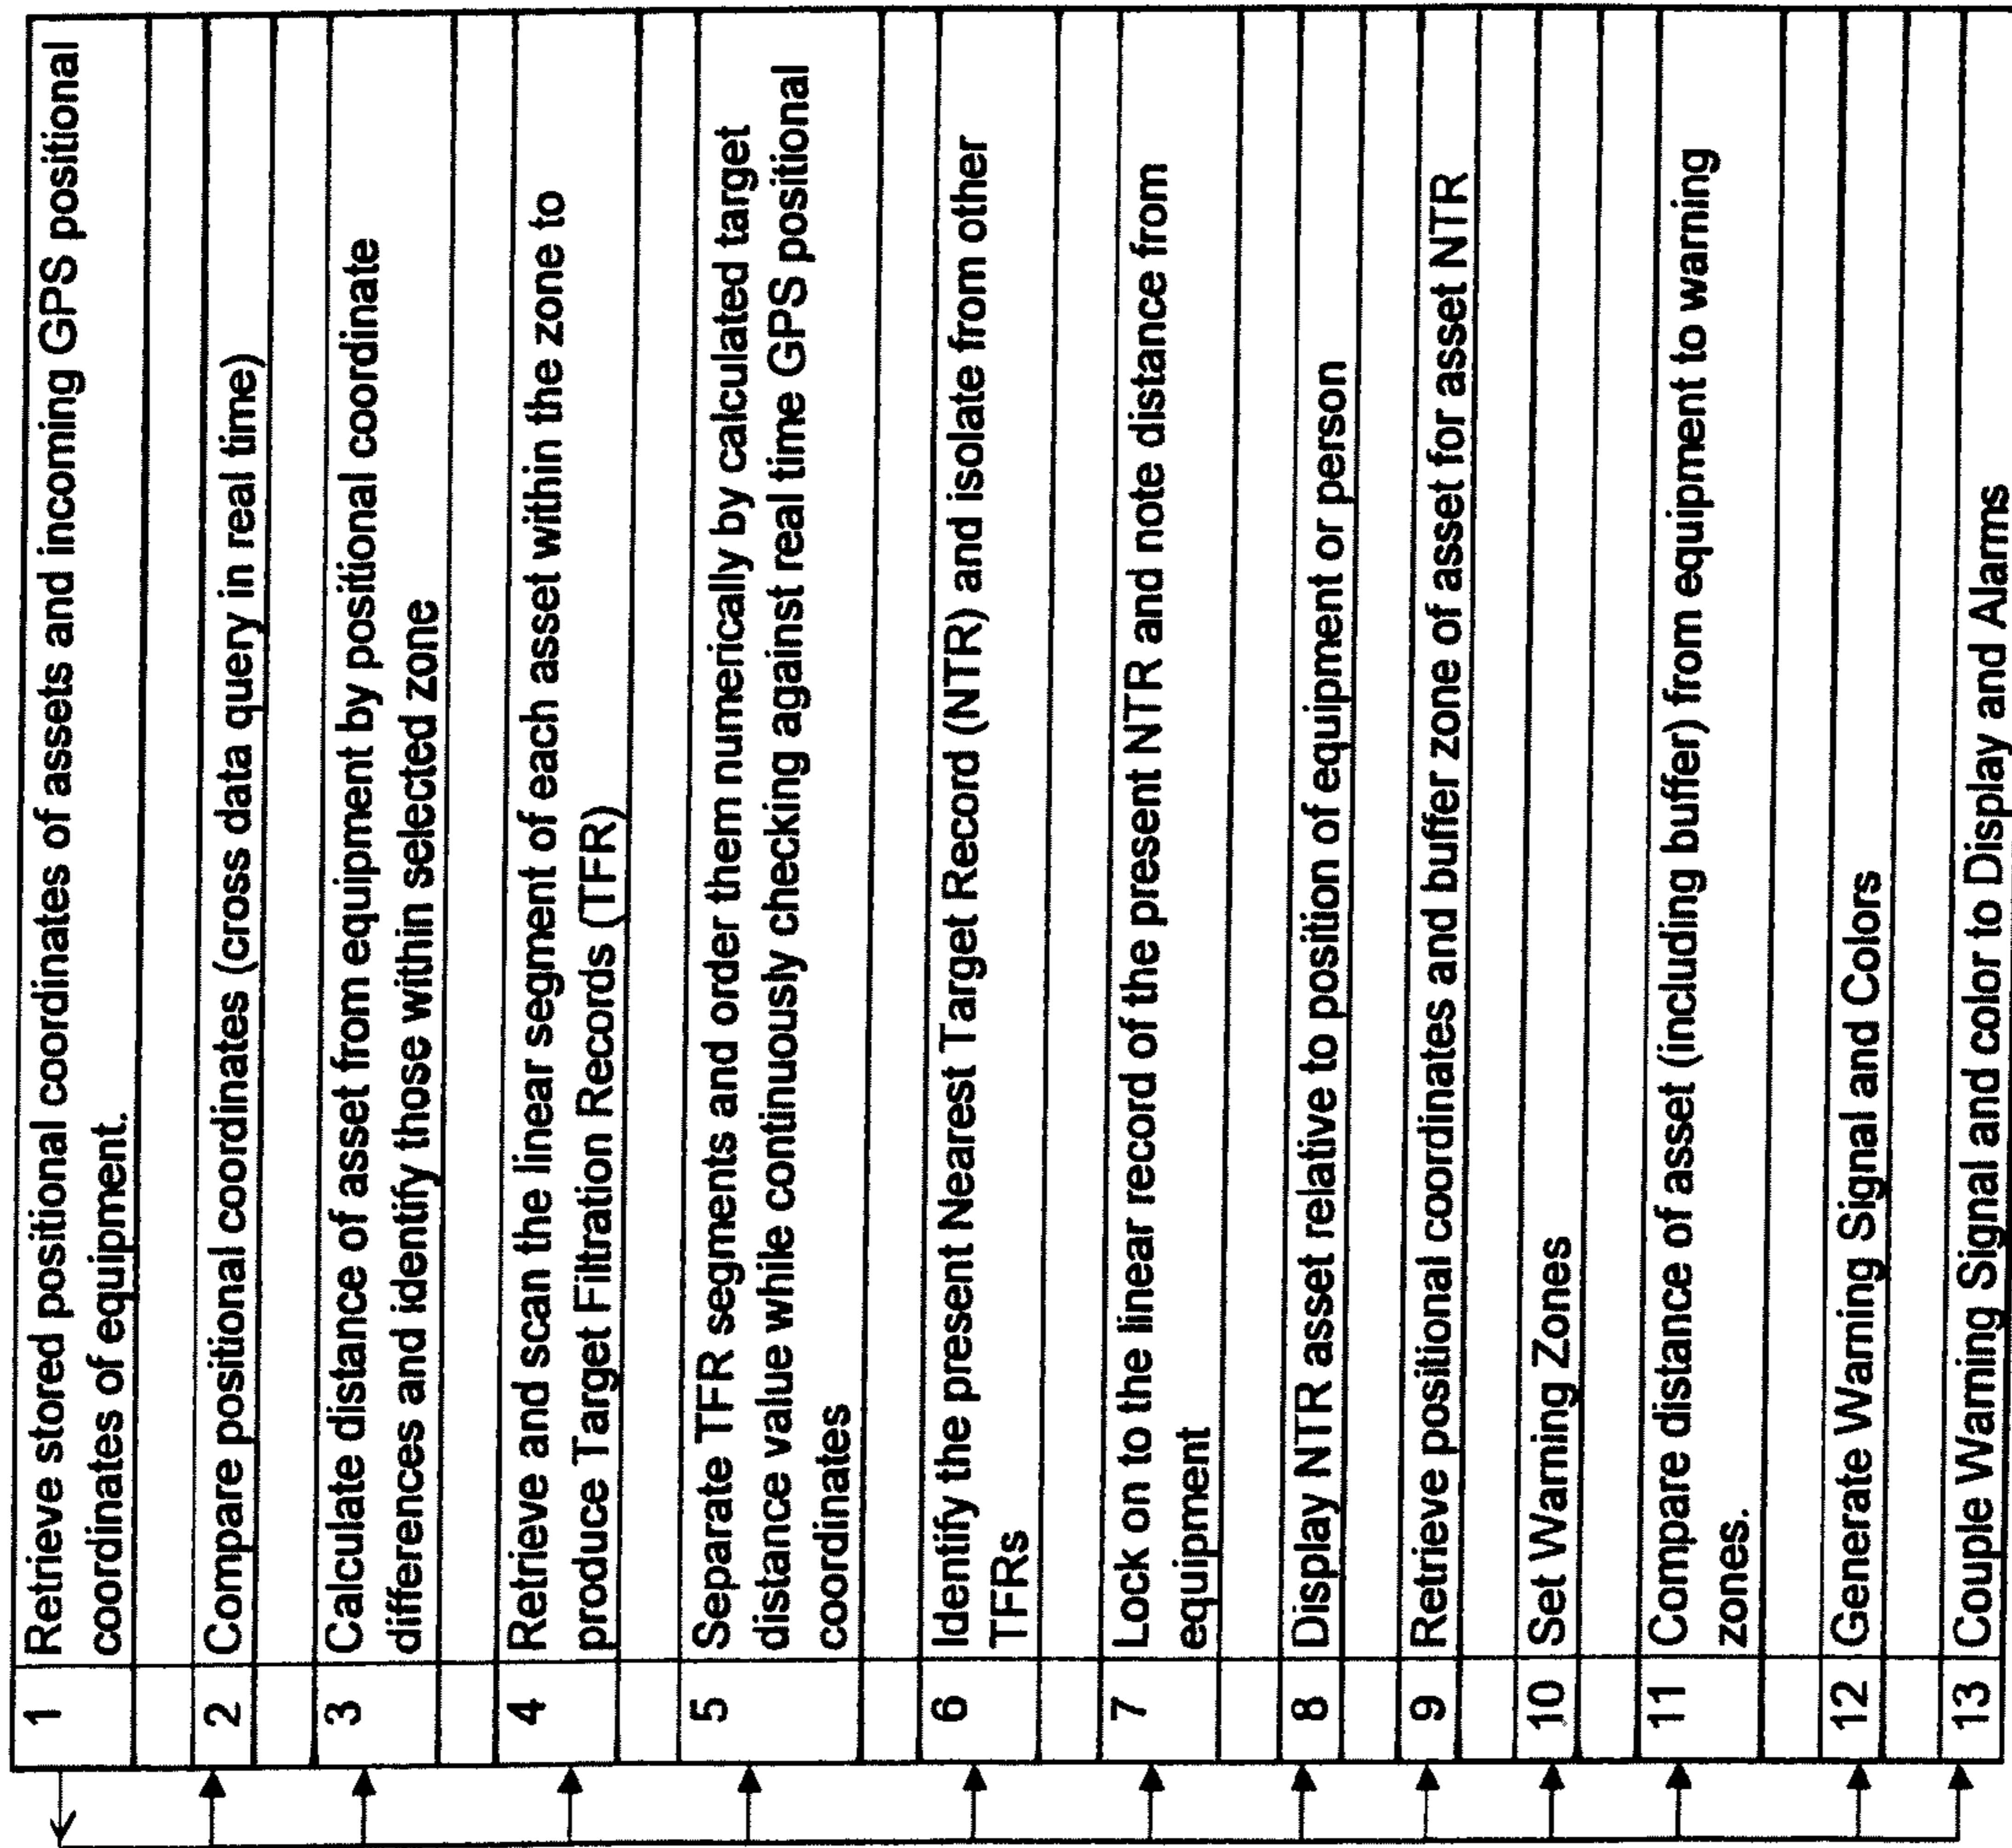 1 Retrieve stored positional coordinates of assets and incoming GPS positional
coordinates of equipment.
2 Compare positional coordinates (cross data query in real time)
3 Calculate distance of asset from equipment by positional coordinate
differences and identify those within selected zone
4 Retrieve and scan the linear segment of each asset within the zone to
produce Target Filtration Records (TFR)
5 Separate TFR segments and order them numerically by calculated target
distance value while continuously checking against real time GPS positional
coordinates
6 Identify the present Nearest Target Record (NTR) and isolate from other
TFRs
7 Lock on to the linear record of the present NTR and note distance from
equipment
8 Display NTR asset relative to position of equipment or person
9 Retrieve positional coordinates and buffer zone of asset for asset NTR
10 Set Warning Zones
11 Compare distance of asset (including buffer) from equipment to warning
zones.
12 Generate Warning Signal and Colors
13 Couple Warning Signal and color to Display and Alarms